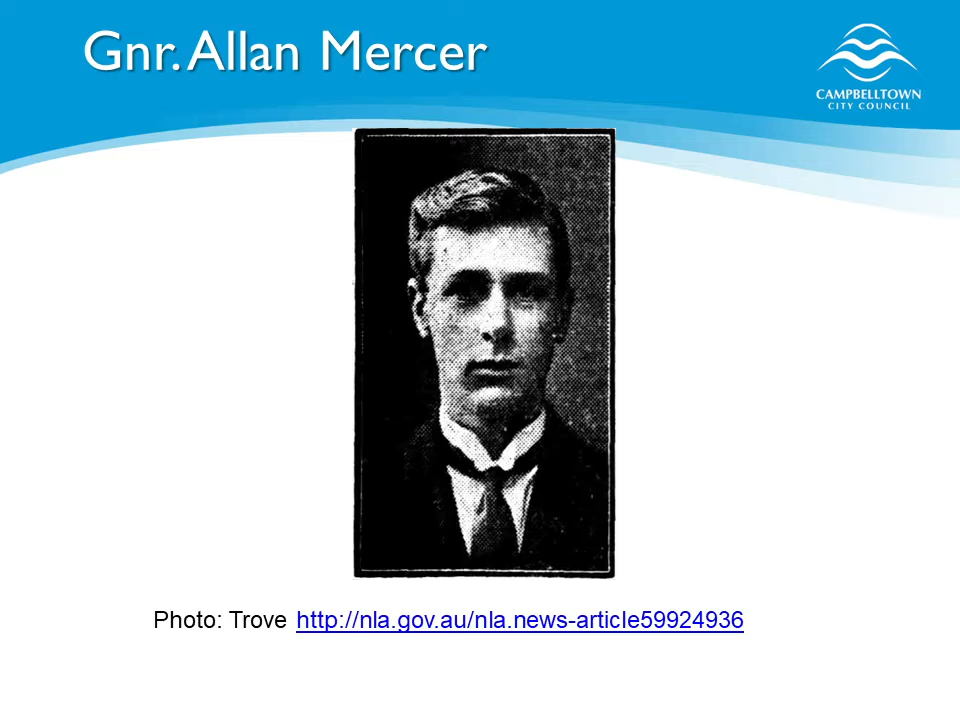 Gnr. Allan Mercer
CAMPBELLTOWN
CITY COUNCIL
Photo: Trove http://nla.gov.au/nla.news-article59924936